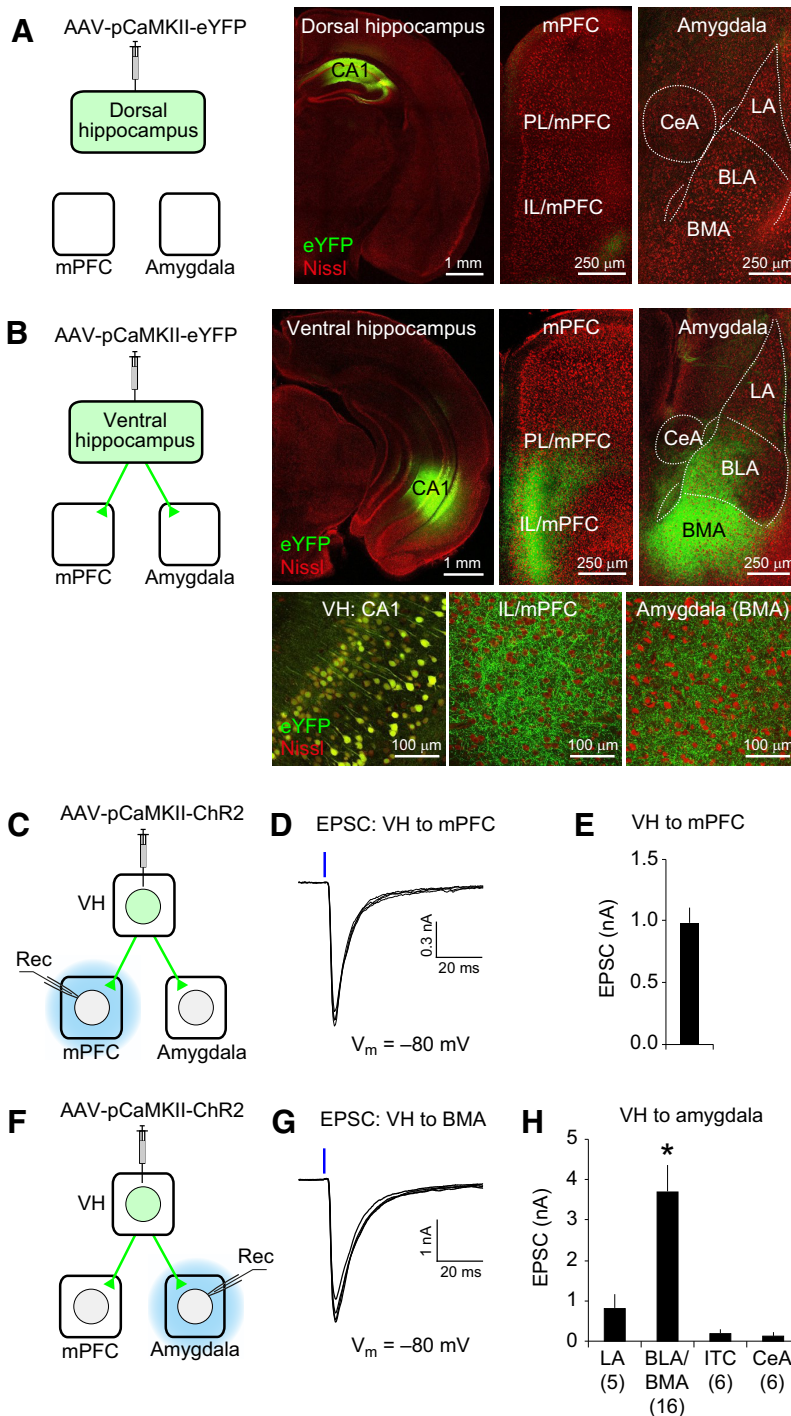 A
AAV-pCaMKII-eYFP
Dorsal
hippocampus
mPFC
Amygdala
Dorsal hippocampus
CA1
eYFP
Nissl
1 mm
mPFC
PL/mPFC
IL/mPFC
250 μm
Amygdala
LA
CeA
BLA
BMA
250 μm
B
AAV-pCaMKII-eYFP
Ventral
hippocampus
mPFC
Amygdala
Ventral hippocampus
CA1
eYFP
Nissl
1 mm
mPFC
PL/mPFC
IL/mPFC
250 μm
Amygdala
LA
CeA
BLA
BMA
250 μm
VH: CA1
eYFP
Nissl
100 μm
IL/mPFC
100 μm
Amygdala (BMA)
100 μm
C
AAV-pCaMKII-ChR2
VH
Rec
mPFC
Amygdala
D
EPSC: VH to mPFC
0.3 nA
20 ms
Vm = –80 mV
E
VH to mPFC
EPSC (nA)
1.5
1.0
0.5
0.0
F
AAV-pCaMKII-ChR2
VH
Rec
mPFC
Amygdala
G
EPSC: VH to BMA
1 nA
20 ms
Vm = –80 mV
H
VH to amygdala
EPSC (nA)
5
4
3
2
1
0
*
LA
(5)
BLA/
BMA
(16)
ITC
(6)
CeA
(6)